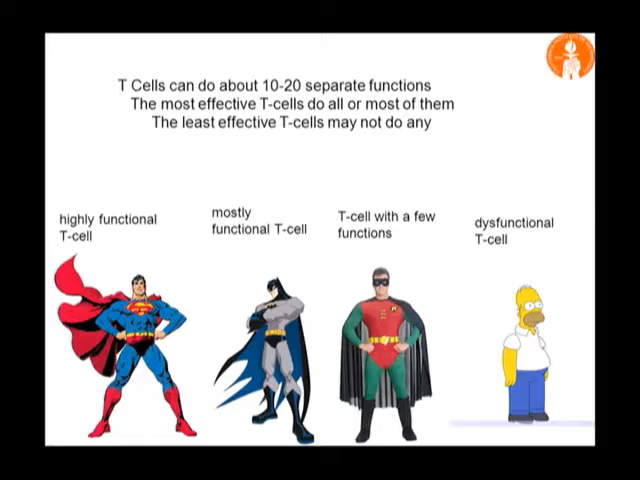 T Cells can do about 10-20 separate functions
The most effective T-cells do all or most of them
The least effective T-cells may not do any
highly functional
T-cell
mostly
functional T-cell
T-cell with a few
functions
dysfunctional
T-cell